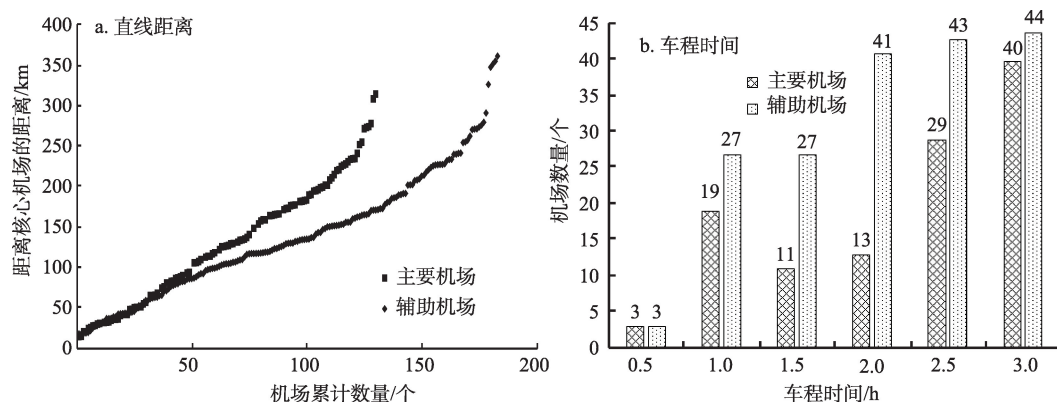 a. 直线距离
距离核心机场的距离/km
400
350
300
250
200
150
100
50
0
主要机场
辅助机场
0 50 100 150 200
机场累计数量/个
b. 车程时间
机场数量/个
45
40
35
30
25
20
15
10
5
0
主要机场
辅助机场
3 3 19 27 11 27 13 41 29 43 40 44
0.5 1.0 1.5 2.0 2.5 3.0
车程时间/h